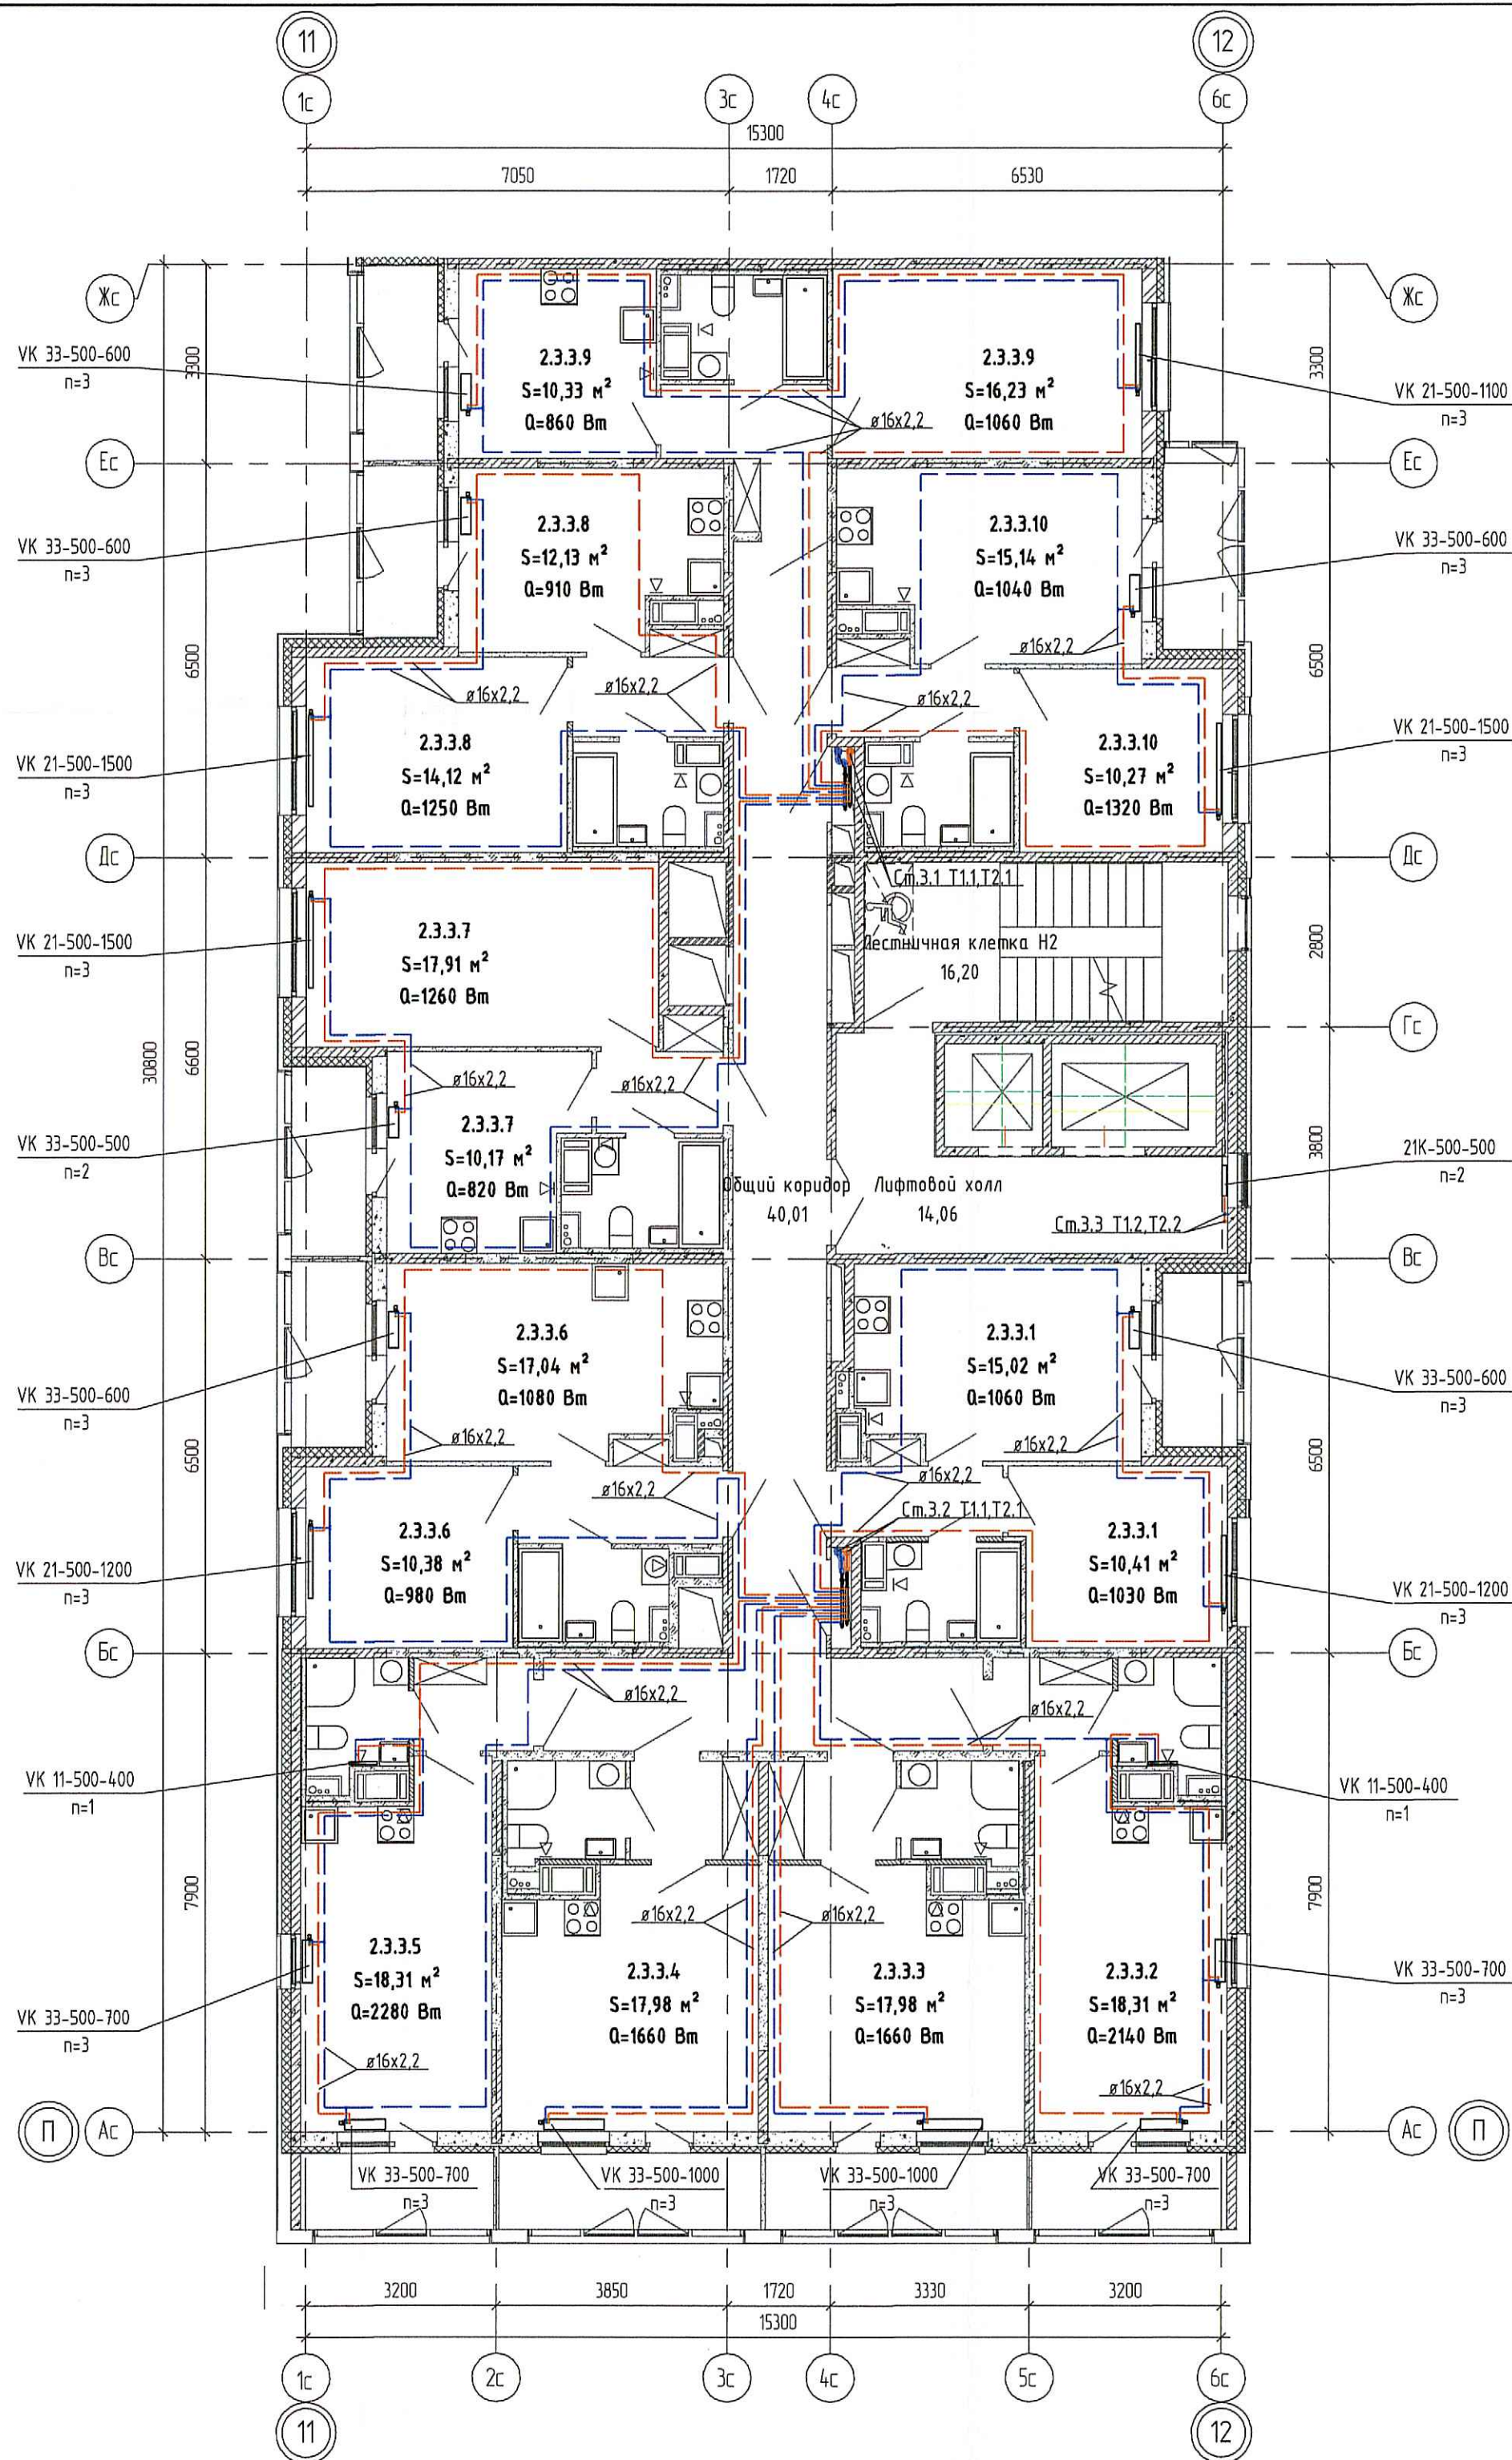 11
12
1с
3с
4с
6с
15300
7050
1720
6530
Жс
Жс
3300
3300
VK 33-500-600
n=3
2.3.3.9
S=10,33 м²
Q=860 Вт
2.3.3.9
S=16,23 м²
Q=1060 Вт
VK 21-500-1100
n=3
ø16х2,2
Ес
Ес
VK 33-500-600
n=3
2.3.3.8
S=12,13 м²
Q=910 Вт
2.3.3.10
S=15,14 м²
Q=1040 Вт
VK 33-500-600
n=3
6500
6500
ø16х2,2
ø16х2,2
ø16х2,2
ø16х2,2
VK 21-500-1500
n=3
2.3.3.8
S=14,12 м²
Q=1250 Вт
2.3.3.10
S=10,27 м²
Q=1320 Вт
VK 21-500-1500
n=3
Дс
Дс
Ст.3.1 Т1.1,Т2.1
VK 21-500-1500
n=3
2.3.3.7
S=17,91 м²
Q=1260 Вт
Лестничная клетка Н2
16,20
2800
Гс
30800
6600
ø16х2,2
ø16х2,2
VK 33-500-500
n=2
2.3.3.7
S=10,17 м²
Q=820 Вт
3800
21К-500-500
n=2
Общий коридор
40,01
Лифтовой холл
14,06
Ст.3.3 Т1.2,Т2.2
Вс
Вс
2.3.3.6
S=17,04 м²
Q=1080 Вт
2.3.3.1
S=15,02 м²
Q=1060 Вт
VK 33-500-600
n=3
VK 33-500-600
n=3
6500
6500
ø16х2,2
ø16х2,2
ø16х2,2
ø16х2,2
Ст.3.2 Т1.1,Т2.1
VK 21-500-1200
n=3
2.3.3.6
S=10,38 м²
Q=980 Вт
2.3.3.1
S=10,41 м²
Q=1030 Вт
VK 21-500-1200
n=3
Бс
Бс
ø16х2,2
ø16х2,2
VK 11-500-400
n=1
VK 11-500-400
n=1
7900
7900
ø16х2,2
ø16х2,2
2.3.3.5
S=18,31 м²
Q=2280 Вт
2.3.3.4
S=17,98 м²
Q=1660 Вт
2.3.3.3
S=17,98 м²
Q=1660 Вт
2.3.3.2
S=18,31 м²
Q=2140 Вт
VK 33-500-700
n=3
VK 33-500-700
n=3
ø16х2,2
ø16х2,2
П
Ас
Ас
П
VK 33-500-700
n=3
VK 33-500-1000
n=3
VK 33-500-1000
n=3
VK 33-500-700
n=3
3200
3850
1720
3330
3200
15300
1с
2с
3с
4с
5с
6с
11
12